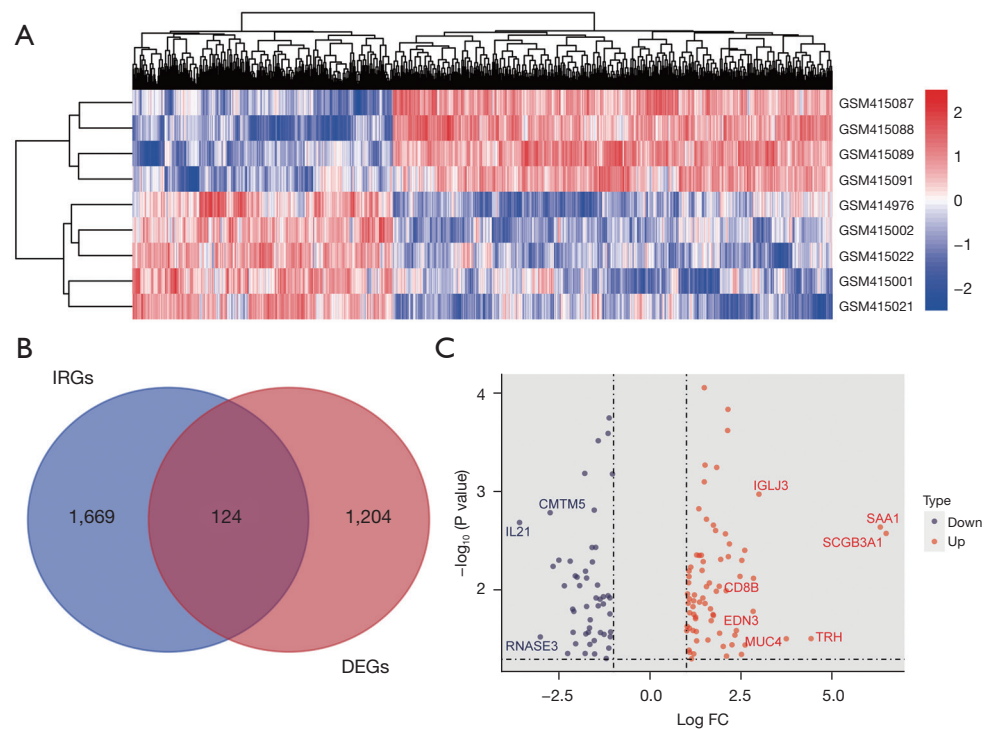 A
GSM415087
GSM415088
GSM415089
GSM415091
GSM414976
GSM415002
GSM415022
GSM415001
GSM415021
2
1
0
−1
−2
B
IRGs
1,669
124
1,204
DEGs
C
4
3
2
−log10 (P value)
IGLJ3
CMTM5
IL21
SAA1
SCGB3A1
CD8B
EDN3
MUC4
TRH
RNASE3
−2.5
0.0
2.5
5.0
Log FC
Type
Down
Up